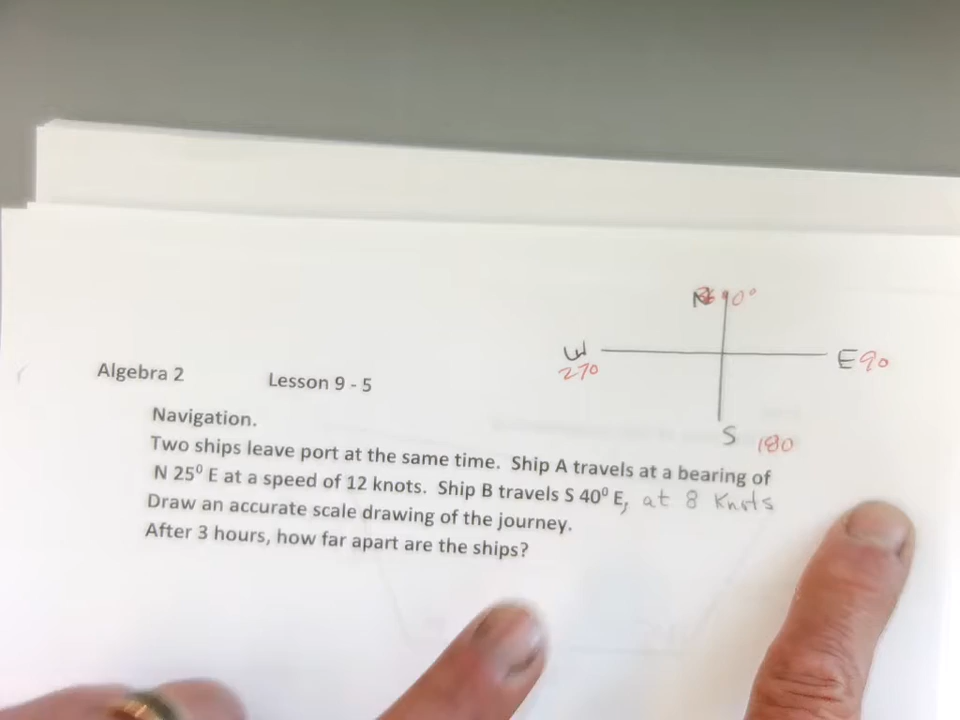 N 0°
W
E 90
270
S 180
Algebra 2 Lesson 9 - 5
Navigation.
Two ships leave port at the same time. Ship A travels at a bearing of
N 25⁰ E at a speed of 12 knots. Ship B travels S 40⁰ E, at 8 Knots
Draw an accurate scale drawing of the journey.
After 3 hours, how far apart are the ships?